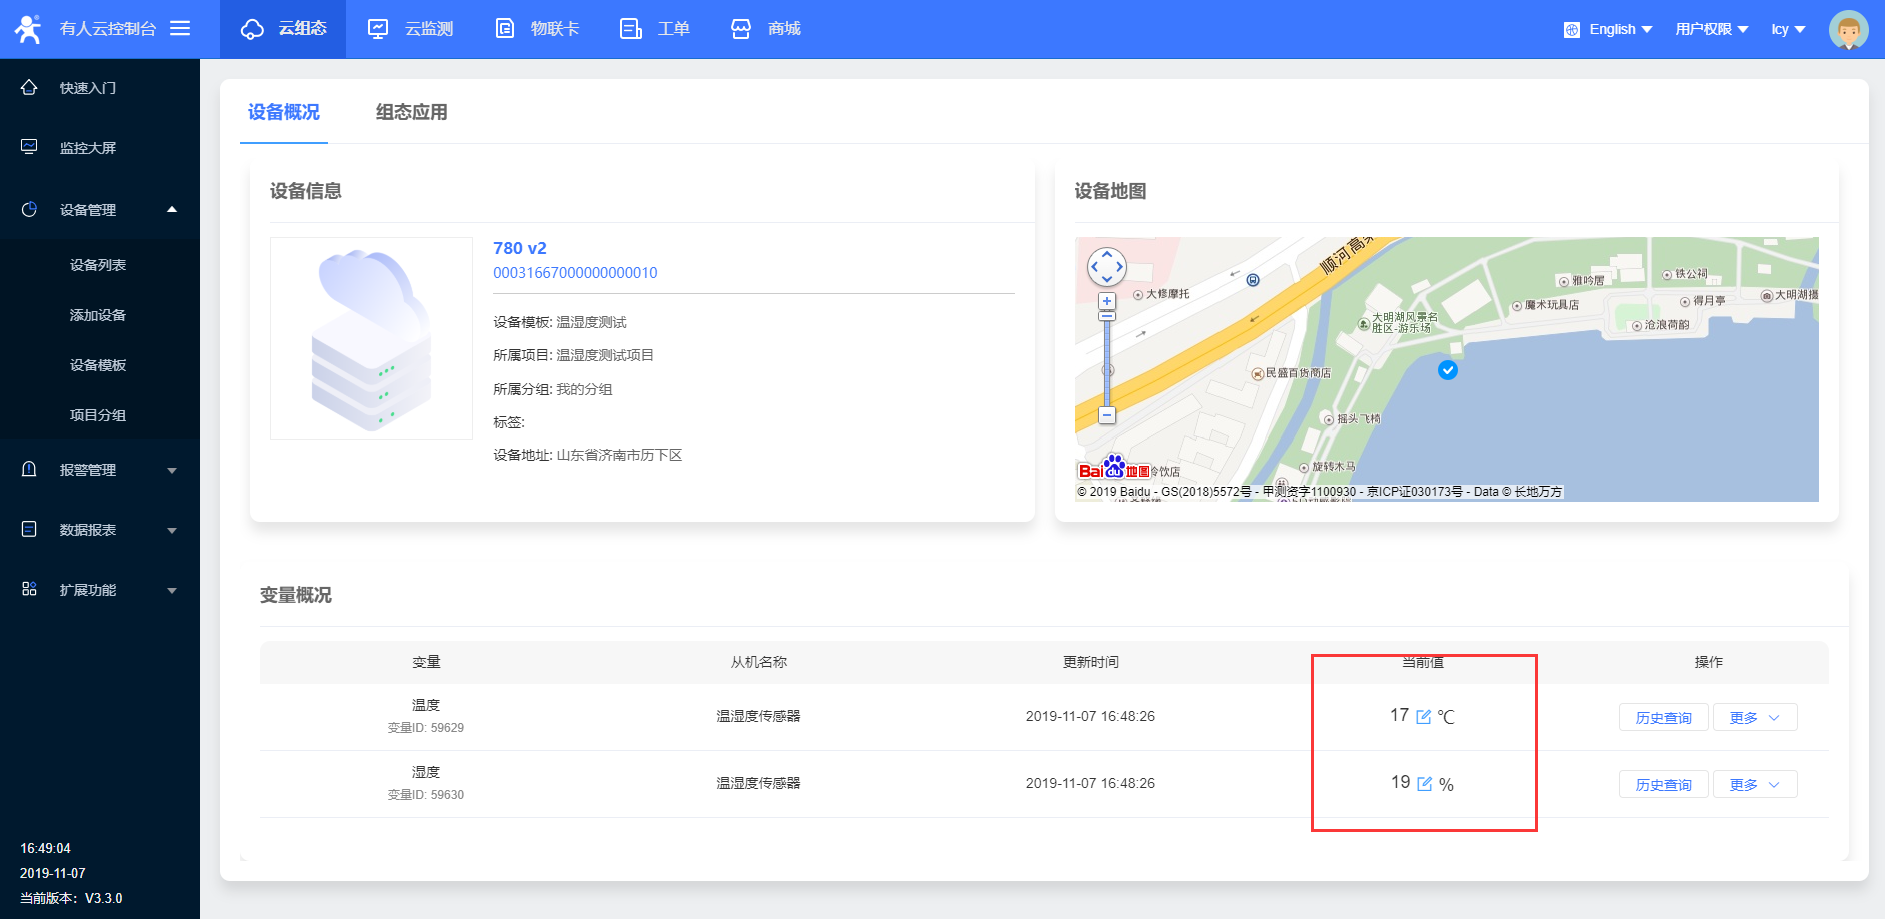 有人云控制台
云组态
云监测
物联卡
工单
商城
English
用户权限
lcy
快速入门
监控大屏
设备管理
设备列表
添加设备
设备模板
项目分组
报警管理
数据报表
扩展功能
16:49:04
2019-11-07
当前版本：V3.3.0
设备概况
组态应用
设备信息
780 v2
00031667000000000010
设备模板: 温湿度测试
所属项目: 温湿度测试项目
所属分组: 我的分组
标签:
设备地址: 山东省济南市历下区
设备地图
顺河高架
大修摩托
雅吟居
铁公祠
魔术玩具店
得月亭
大明湖摄
沧浪荷韵
大明湖风景名
胜区-游乐场
民盛百货商店
摇头飞椅
旋转木马
Bai du 地图
冷饮店
© 2019 Baidu - GS(2018)5572号 - 甲测资字1100930 - 京ICP证030173号 - Data © 长地万方
变量概况
变量 从机名称 更新时间 当前值 操作
温度
变量ID: 59629
温湿度传感器 2019-11-07 16:48:26 17 ℃ 历史查询 更多
湿度
变量ID: 59630
温湿度传感器 2019-11-07 16:48:26 19 % 历史查询 更多